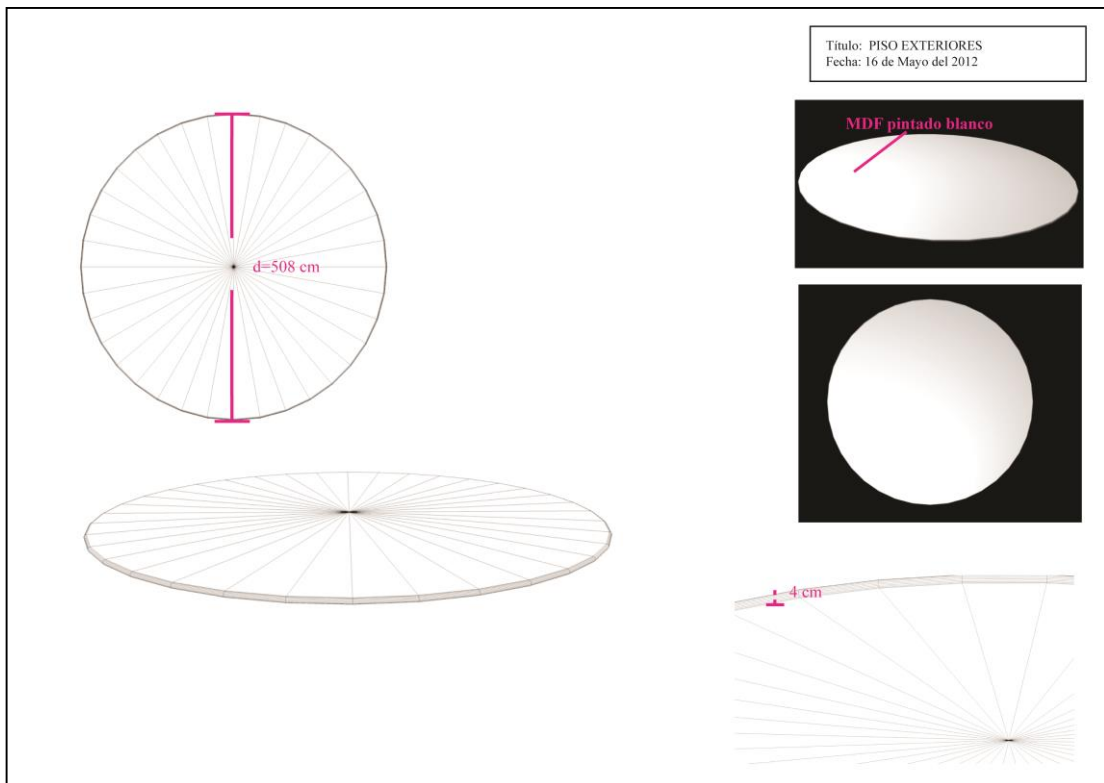 Título: PISO EXTERIORES
Fecha: 16 de Mayo del 2012
MDF pintado blanco
d=508 cm
4 cm